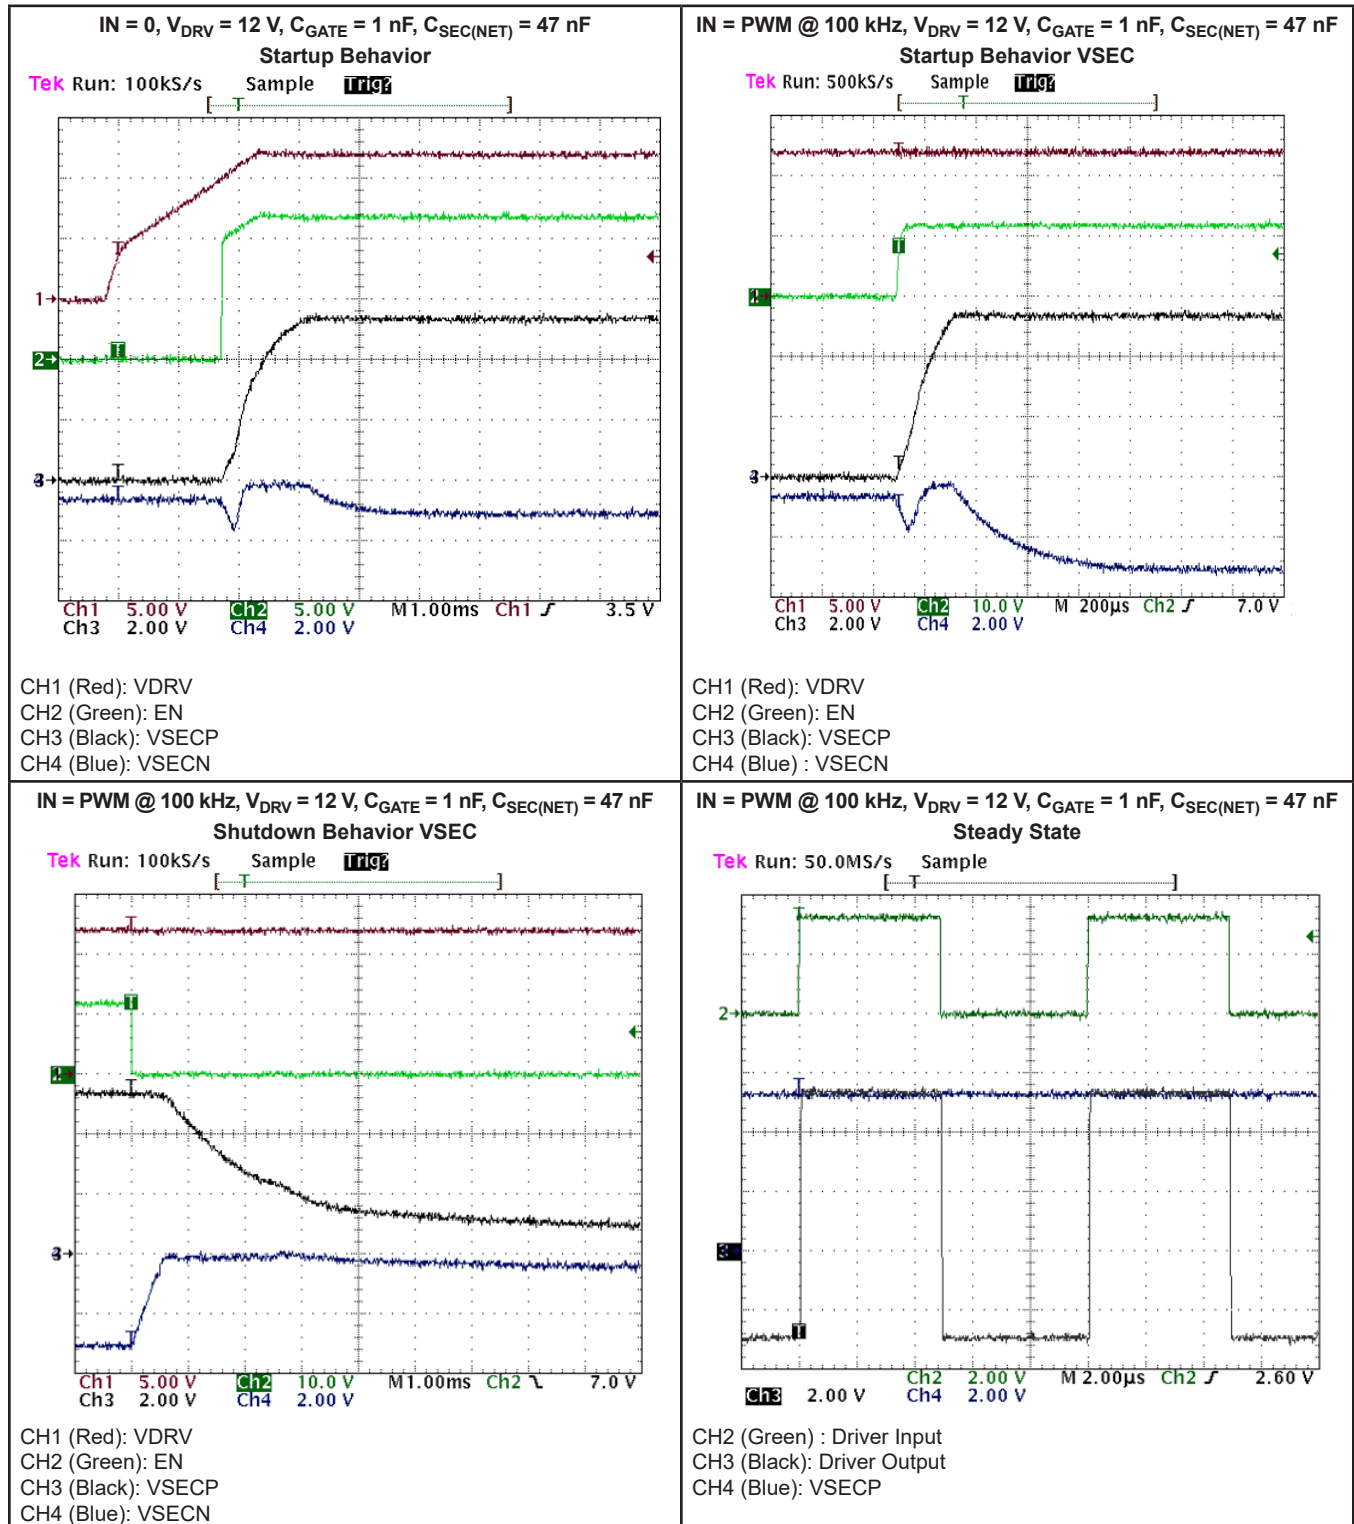 IN = 0, VDRV = 12 V, CGATE = 1 nF, CSEC(NET) = 47 nF
Startup Behavior
Tek Run: 100kS/s Sample Trig?
T
T
1
T
2
T
T
3
Ch1 5.00 V Ch2 5.00 V M 1.00ms Ch1 3.5 V
Ch3 2.00 V Ch4 2.00 V
CH1 (Red): VDRV
CH2 (Green): EN
CH3 (Black): VSECP
CH4 (Blue): VSECN
IN = PWM @ 100 kHz, VDRV = 12 V, CGATE = 1 nF, CSEC(NET) = 47 nF
Startup Behavior VSEC
Tek Run: 500kS/s Sample Trig?
T
T
T
T
Ch1 5.00 V Ch2 10.0 V M 200µs Ch2 7.0 V
Ch3 2.00 V Ch4 2.00 V
CH1 (Red): VDRV
CH2 (Green): EN
CH3 (Black): VSECP
CH4 (Blue) : VSECN
IN = PWM @ 100 kHz, VDRV = 12 V, CGATE = 1 nF, CSEC(NET) = 47 nF
Shutdown Behavior VSEC
Tek Run: 100kS/s Sample Trig?
T
T
T
T
T
Ch1 5.00 V Ch2 10.0 V M 1.00ms Ch2 7.0 V
Ch3 2.00 V Ch4 2.00 V
CH1 (Red): VDRV
CH2 (Green): EN
CH3 (Black): VSECP
CH4 (Blue): VSECN
IN = PWM @ 100 kHz, VDRV = 12 V, CGATE = 1 nF, CSEC(NET) = 47 nF
Steady State
Tek Run: 50.0MS/s Sample
T
T
2
T
3
T
Ch2 2.00 V M 2.00µs Ch2 2.60 V
Ch3 2.00 V Ch4 2.00 V
CH2 (Green) : Driver Input
CH3 (Black): Driver Output
CH4 (Blue): VSECP